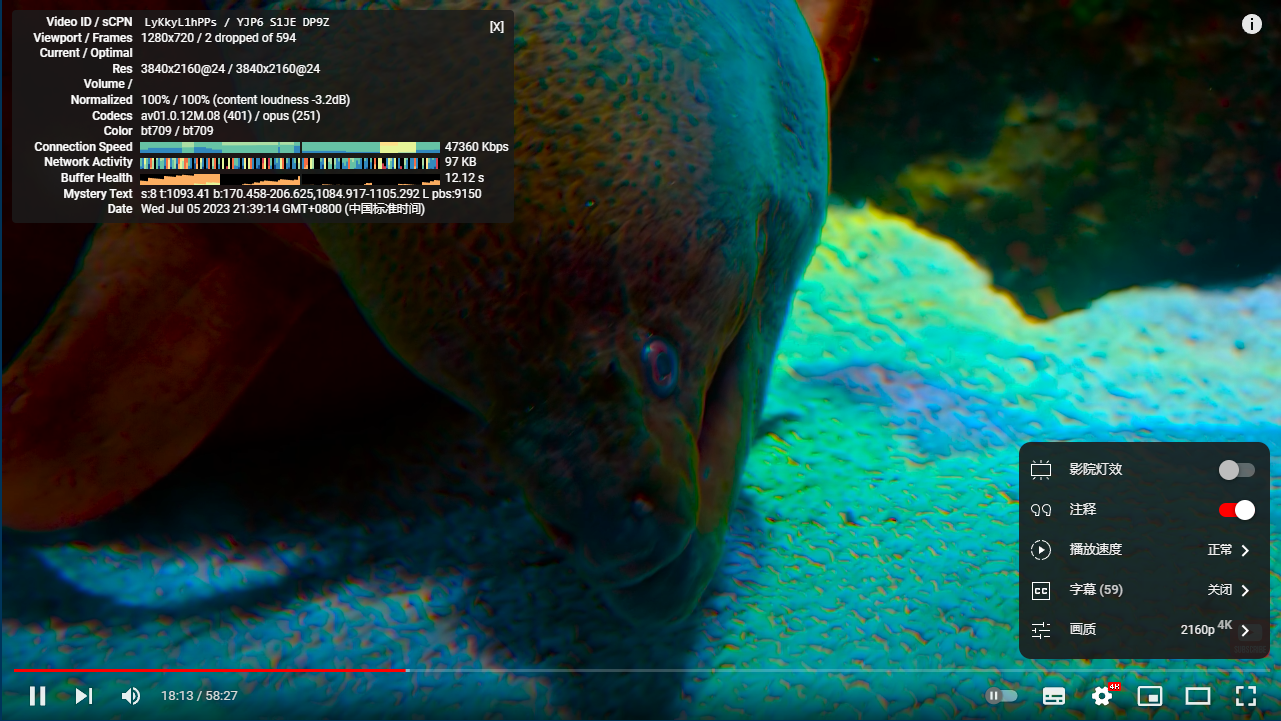 Video ID / sCPN LyKkyL1hPPs / YJP6 S1JE DP9Z
[X]
Viewport / Frames 1280x720 / 2 dropped of 594
Current / Optimal
Res 3840x2160@24 / 3840x2160@24
Volume /
Normalized 100% / 100% (content loudness -3.2dB)
Codecs av01.0.12M.08 (401) / opus (251)
Color bt709 / bt709
Connection Speed 47360 Kbps
Network Activity 97 KB
Buffer Health 12.12 s
Mystery Text s:8 t:1093.41 b:170.458-206.625,1084.917-1105.292 L pbs:9150
Date Wed Jul 05 2023 21:39:14 GMT+0800 (中国标准时间)
影院灯效
注释
播放速度 正常
CC 字幕 (59) 关闭
画质 2160p 4K
18:13 / 58:27
4K